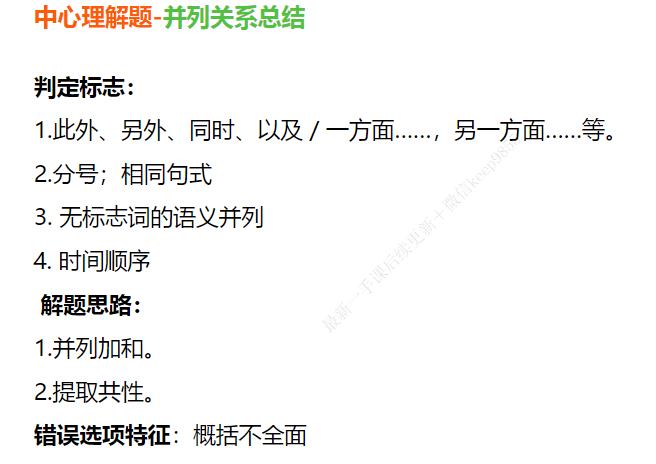 中心理解题-并列关系总结
判定标志：
1.此外、另外、同时、以及 / 一方面……，另一方面……等。
2.分号；相同句式
3. 无标志词的语义并列
4. 时间顺序
解题思路：
1.并列加和。
2.提取共性。
错误选项特征：概括不全面
最新一手课后续更新+微信keep985